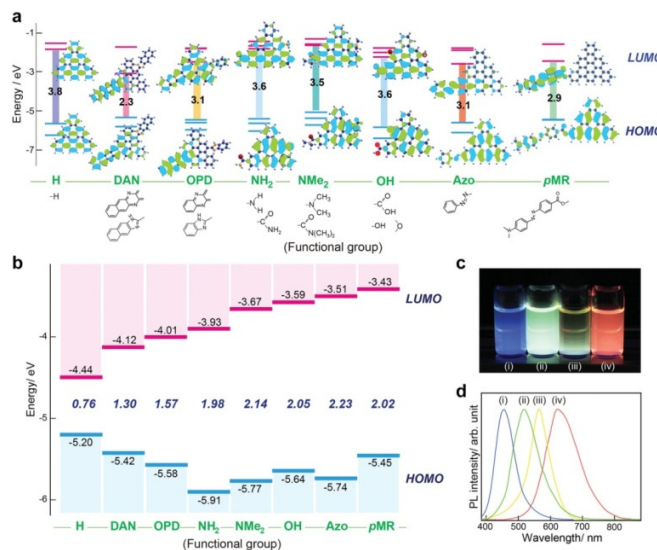 a
Energy / eV
-1
-3
-5
-7
3.8
2.3
3.1
3.6
3.5
3.6
3.1
2.9
LUMO
HOMO
H DAN OPD NH₂ NMe₂ OH Azo pMR
(Functional group)
b
Energy/ eV
-4
-5
-6
-4.44 -4.12 -4.01 -3.93 -3.67 -3.59 -3.51 -3.43
LUMO
0.76 1.30 1.57 1.98 2.14 2.05 2.23 2.02
-5.20 -5.42 -5.58 -5.91 -5.77 -5.64 -5.74 -5.45
HOMO
H DAN OPD NH₂ NMe₂ OH Azo pMR
(Functional group)
c
(i) (ii) (iii) (iv)
d
(i) (ii) (iii) (iv)
PL intensity/ arb. unit
400 500 600 700 800
Wavelength/ nm